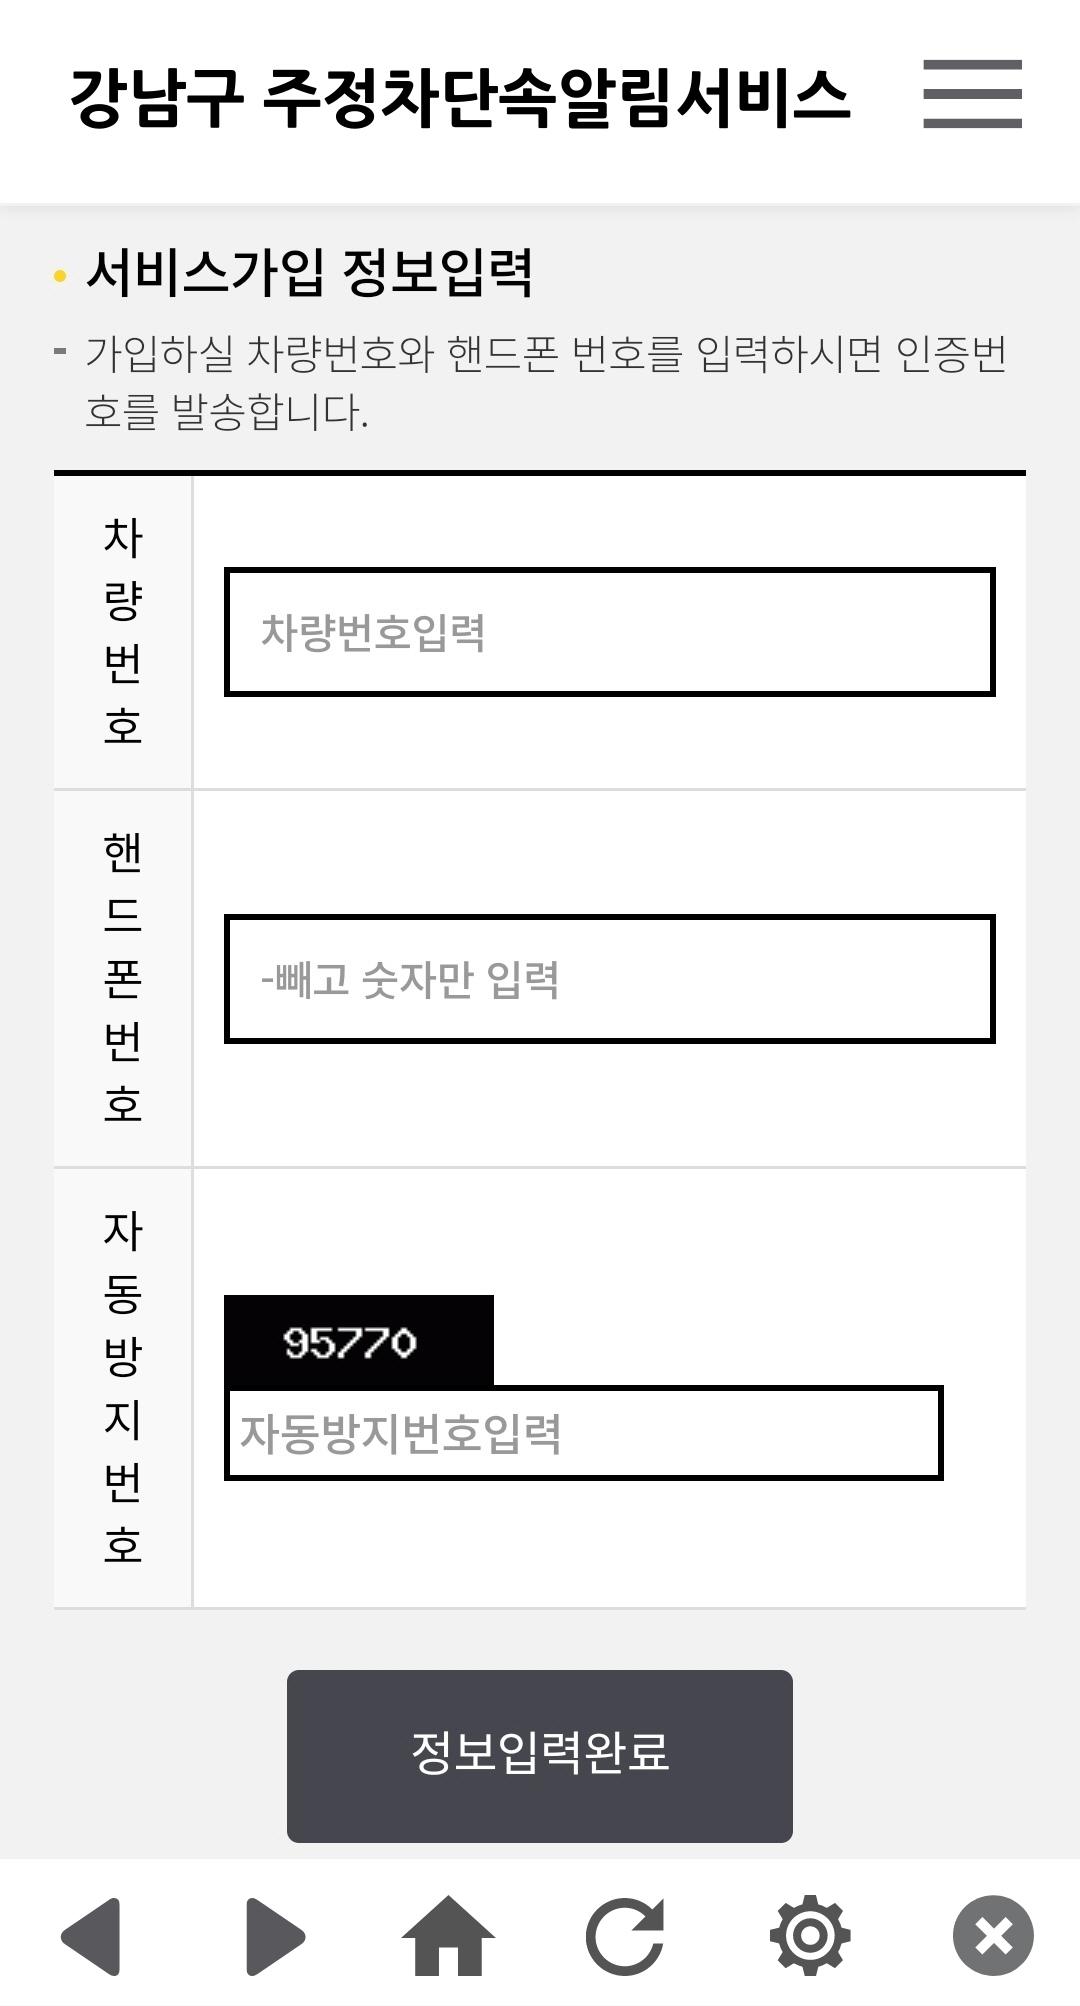 강남구 주정차단속알림서비스
서비스가입 정보입력
- 가입하실 차량번호와 핸드폰 번호를 입력하시면 인증번
호를 발송합니다.
차
량
번
호
차량번호입력
핸
드
폰
번
호
-빼고 숫자만 입력
자
동
방
지
번
호
95770
자동방지번호입력
정보입력완료